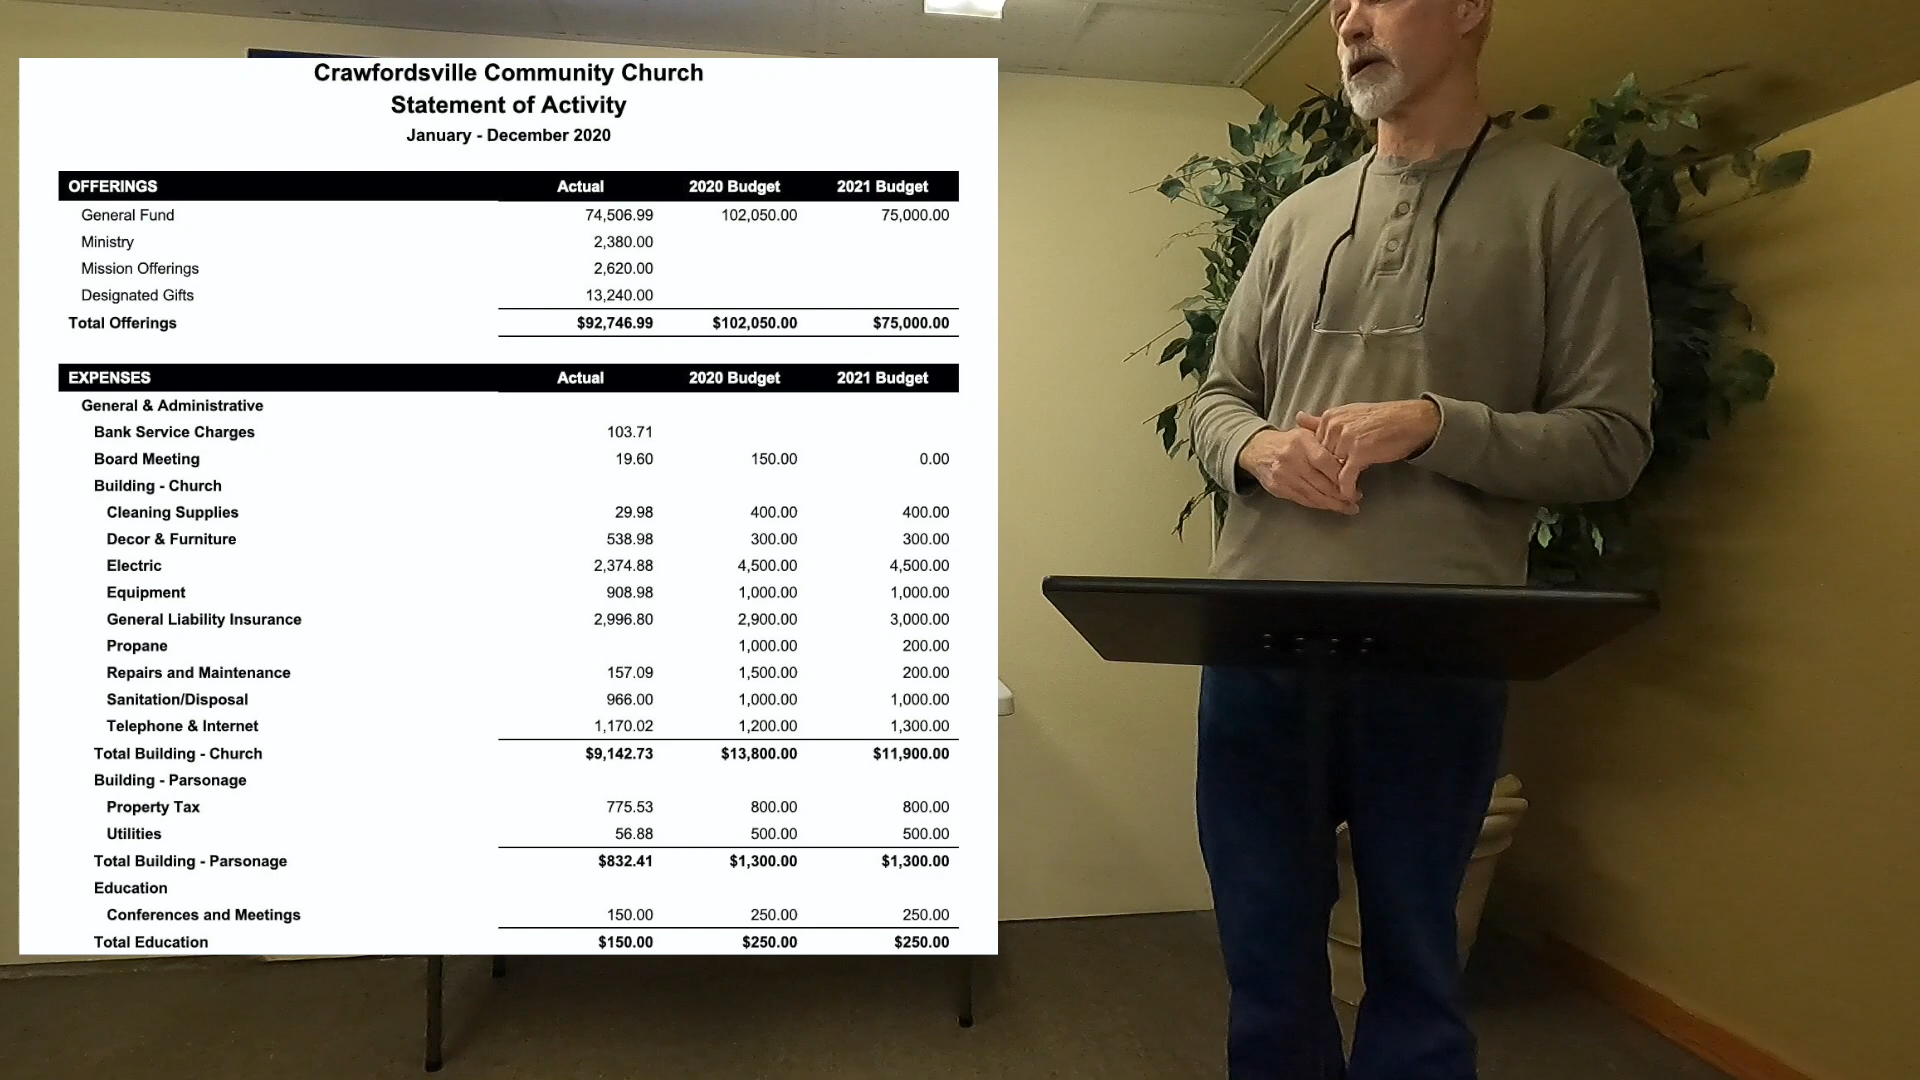 Crawfordsville Community Church
Statement of Activity
January - December 2020
OFFERINGS Actual 2020 Budget 2021 Budget
General Fund 74,506.99 102,050.00 75,000.00
Ministry 2,380.00
Mission Offerings 2,620.00
Designated Gifts 13,240.00
Total Offerings $92,746.99 $102,050.00 $75,000.00
EXPENSES Actual 2020 Budget 2021 Budget
General & Administrative
Bank Service Charges 103.71
Board Meeting 19.60 150.00 0.00
Building - Church
Cleaning Supplies 29.98 400.00 400.00
Decor & Furniture 538.98 300.00 300.00
Electric 2,374.88 4,500.00 4,500.00
Equipment 908.98 1,000.00 1,000.00
General Liability Insurance 2,996.80 2,900.00 3,000.00
Propane 1,000.00 200.00
Repairs and Maintenance 157.09 1,500.00 200.00
Sanitation/Disposal 966.00 1,000.00 1,000.00
Telephone & Internet 1,170.02 1,200.00 1,300.00
Total Building - Church $9,142.73 $13,800.00 $11,900.00
Building - Parsonage
Property Tax 775.53 800.00 800.00
Utilities 56.88 500.00 500.00
Total Building - Parsonage $832.41 $1,300.00 $1,300.00
Education
Conferences and Meetings 150.00 250.00 250.00
Total Education $150.00 $250.00 $250.00